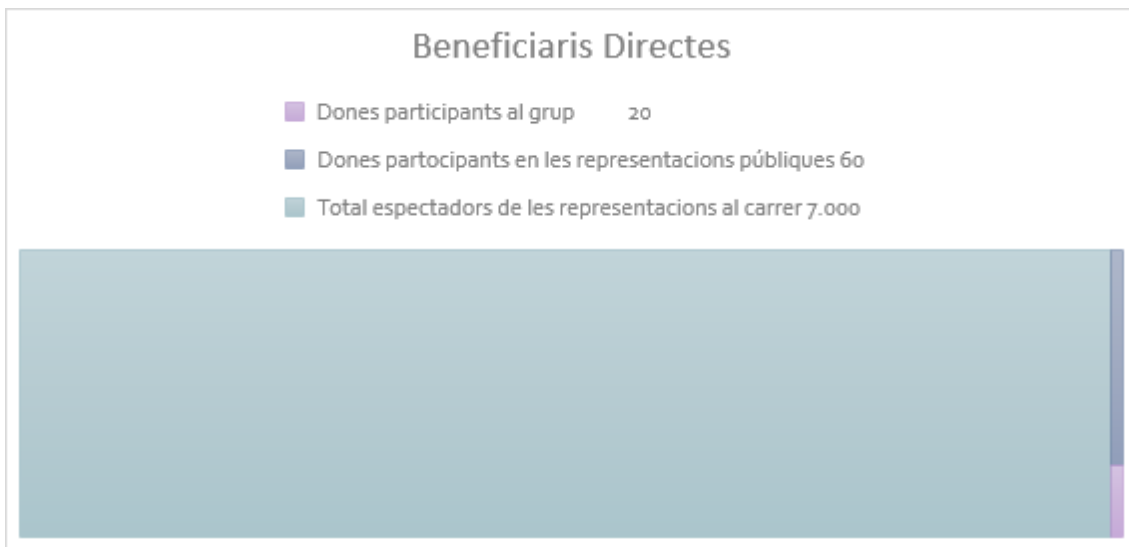 Beneficiaris Directes
Dones participants al grup 20
Dones partocipants en les representacions públiques 60
Total espectadors de les representacions al carrer 7.000